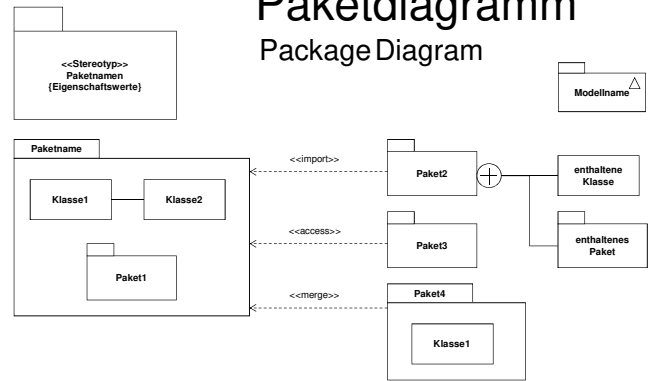 Paketdiagramm
Package Diagram
<<Stereotyp>>
Paketnamen
{Eigenschaftswerte}
Modellname
Paketname
Klasse1
Klasse2
Paket1
<<import>>
Paket2
enthaltene
Klasse
<<access>>
Paket3
enthaltenes
Paket
<<merge>>
Paket4
Klasse1